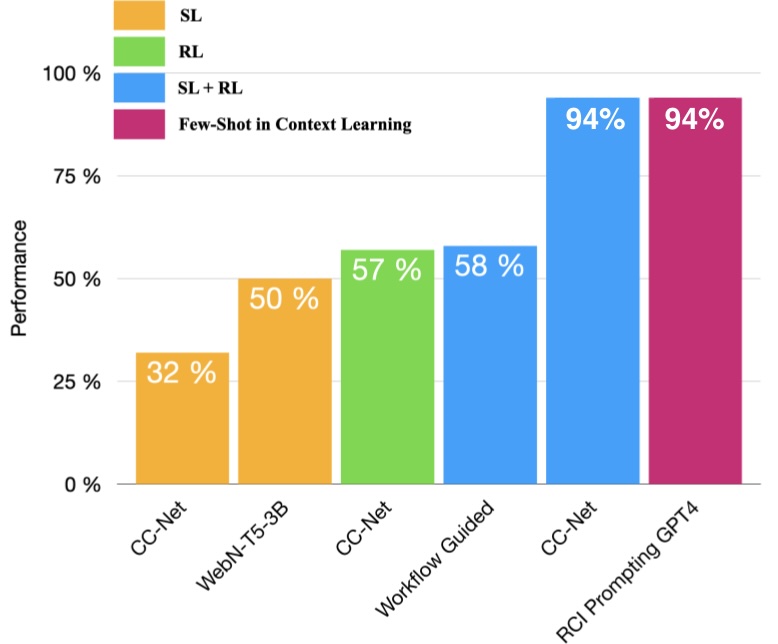 SL
RL
SL + RL
Few-Shot in Context Learning
100 %
75 %
50 %
25 %
0 %
Performance
32 %
50 %
57 %
58 %
94%
94%
CC-Net
WebN-T5-3B
CC-Net
Workflow Guided
CC-Net
RCI Prompting GPT4